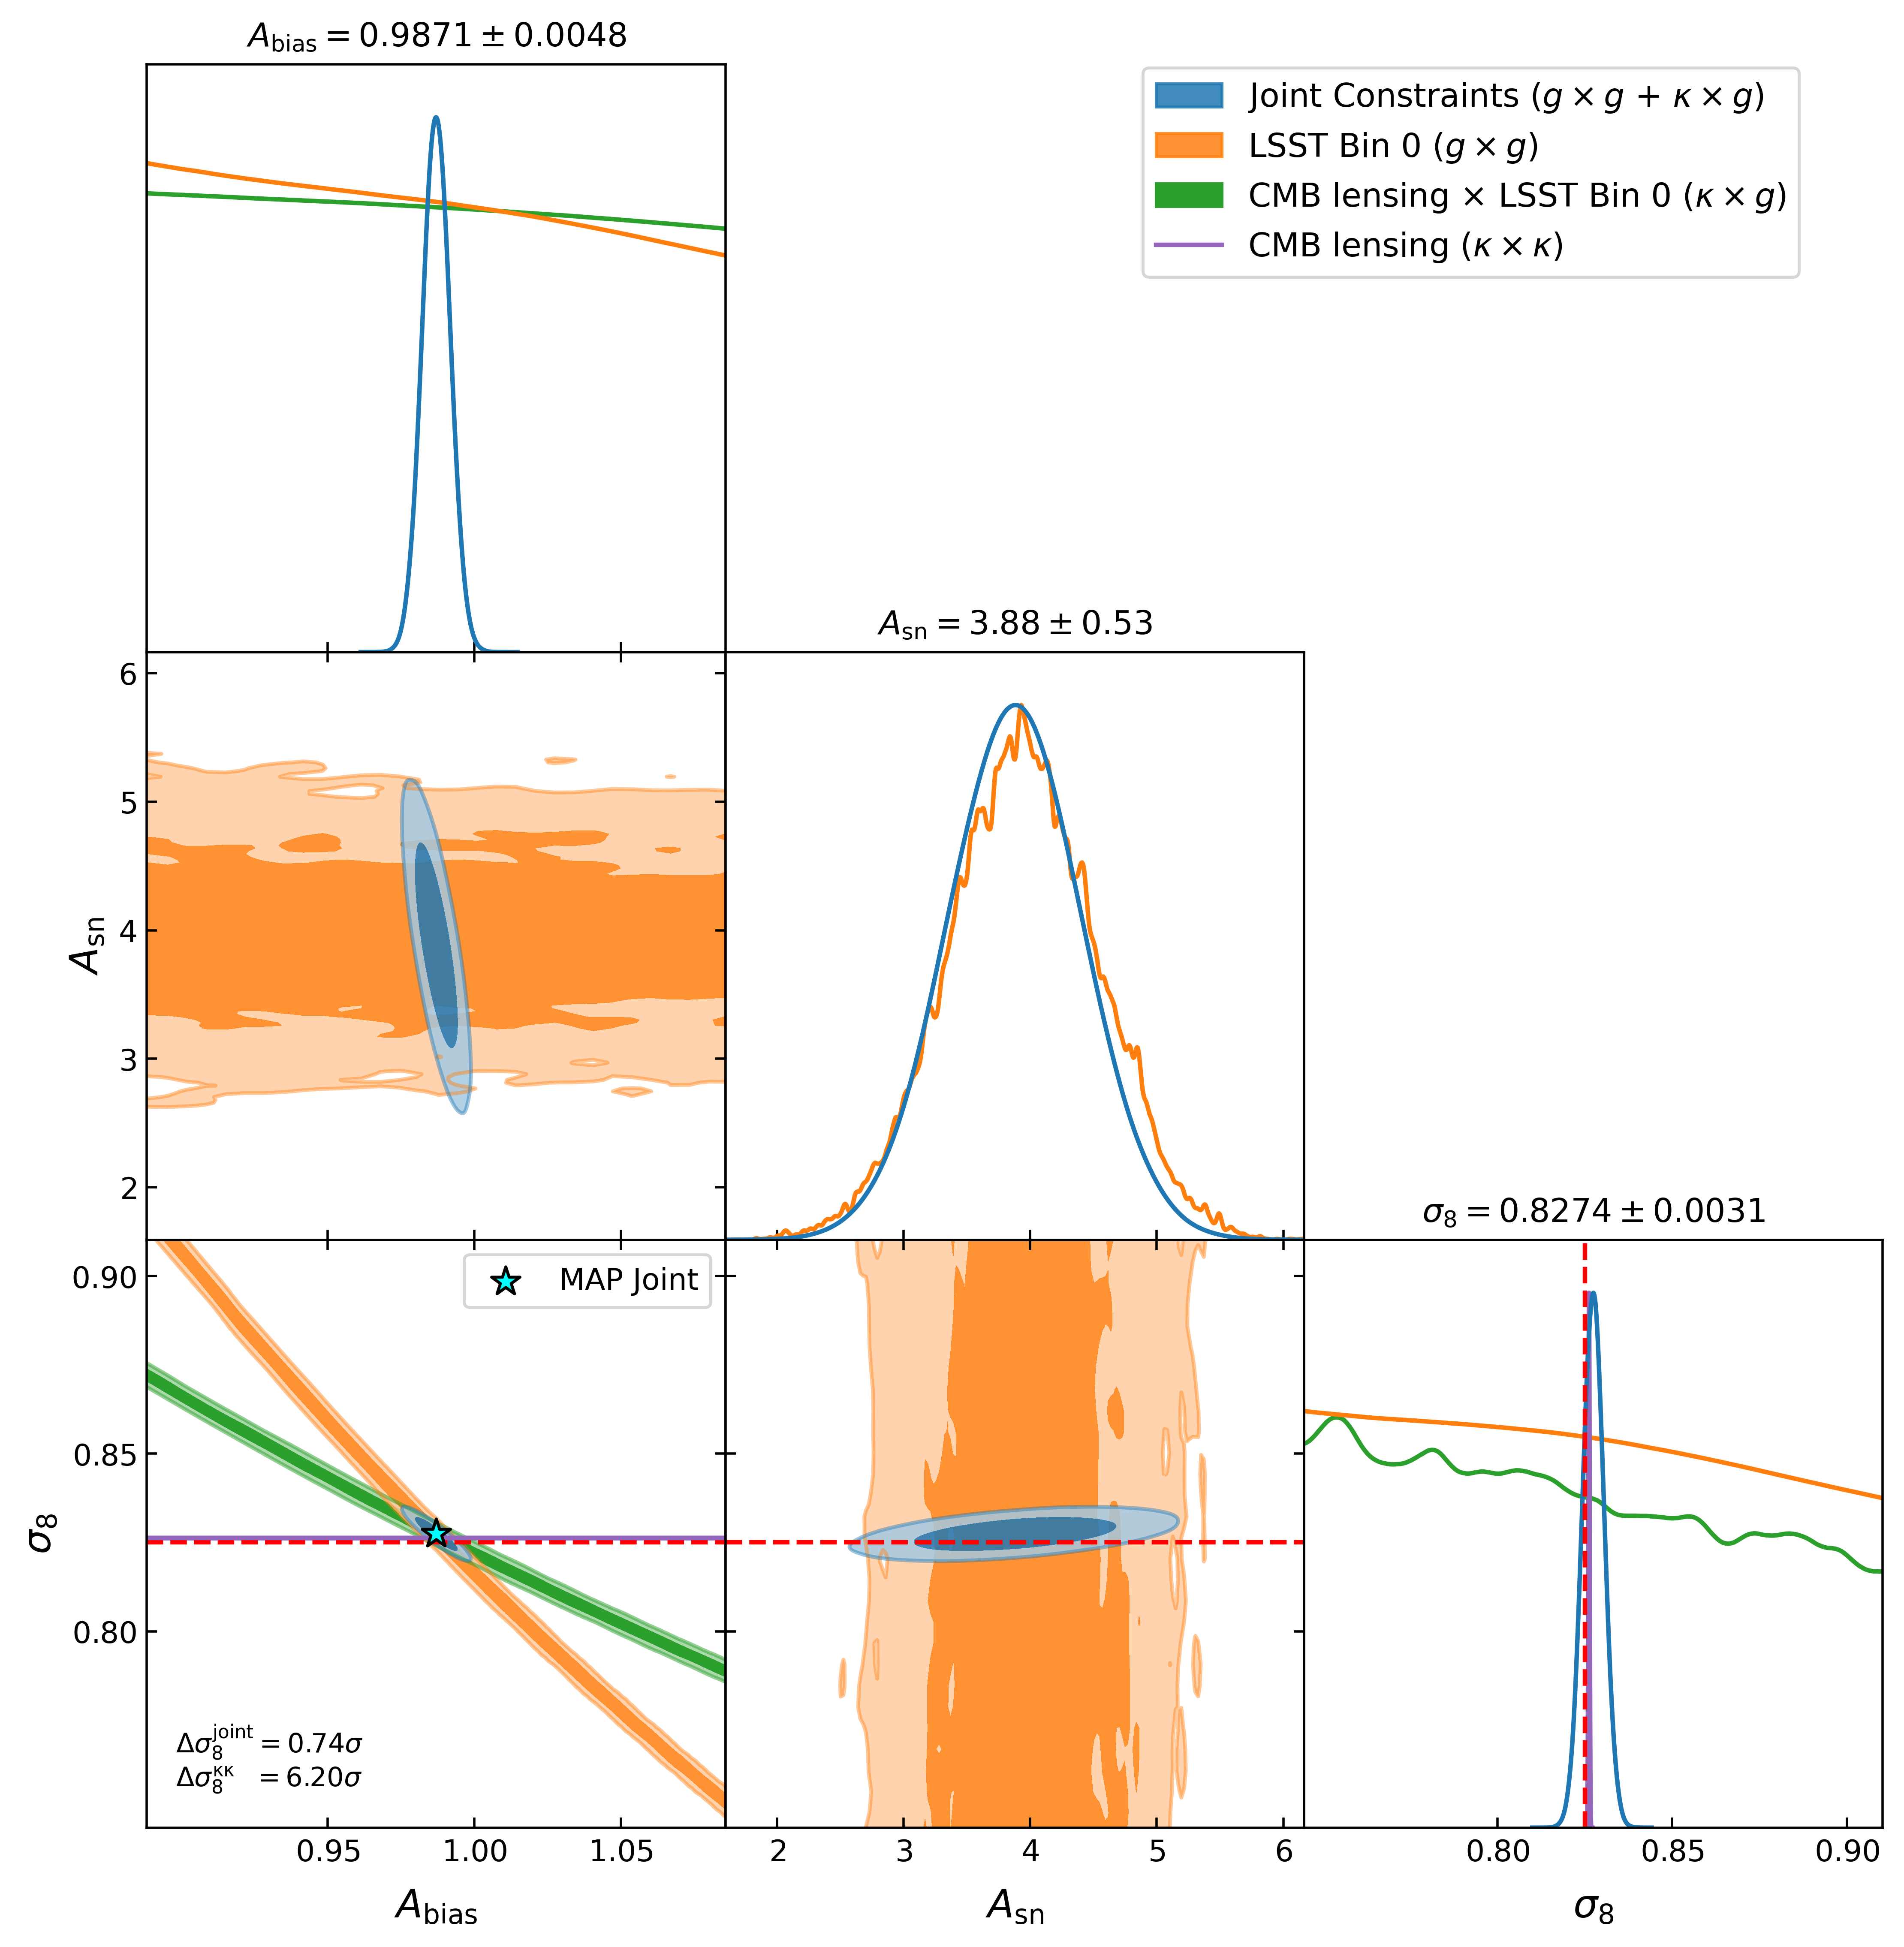 A_bias = 0.9871 ± 0.0048
Joint Constraints (g × g + κ × g)
LSST Bin 0 (g × g)
CMB lensing × LSST Bin 0 (κ × g)
CMB lensing (κ × κ)
A_sn = 3.88 ± 0.53
6
5
4
3
2
A_sn
σ_8 = 0.8274 ± 0.0031
MAP Joint
0.90
0.85
0.80
σ_8
Δσ_8^joint = 0.74σ
Δσ_8^κκ = 6.20σ
0.95 1.00 1.05
2 3 4 5 6
0.80 0.85 0.90
A_bias
A_sn
σ_8